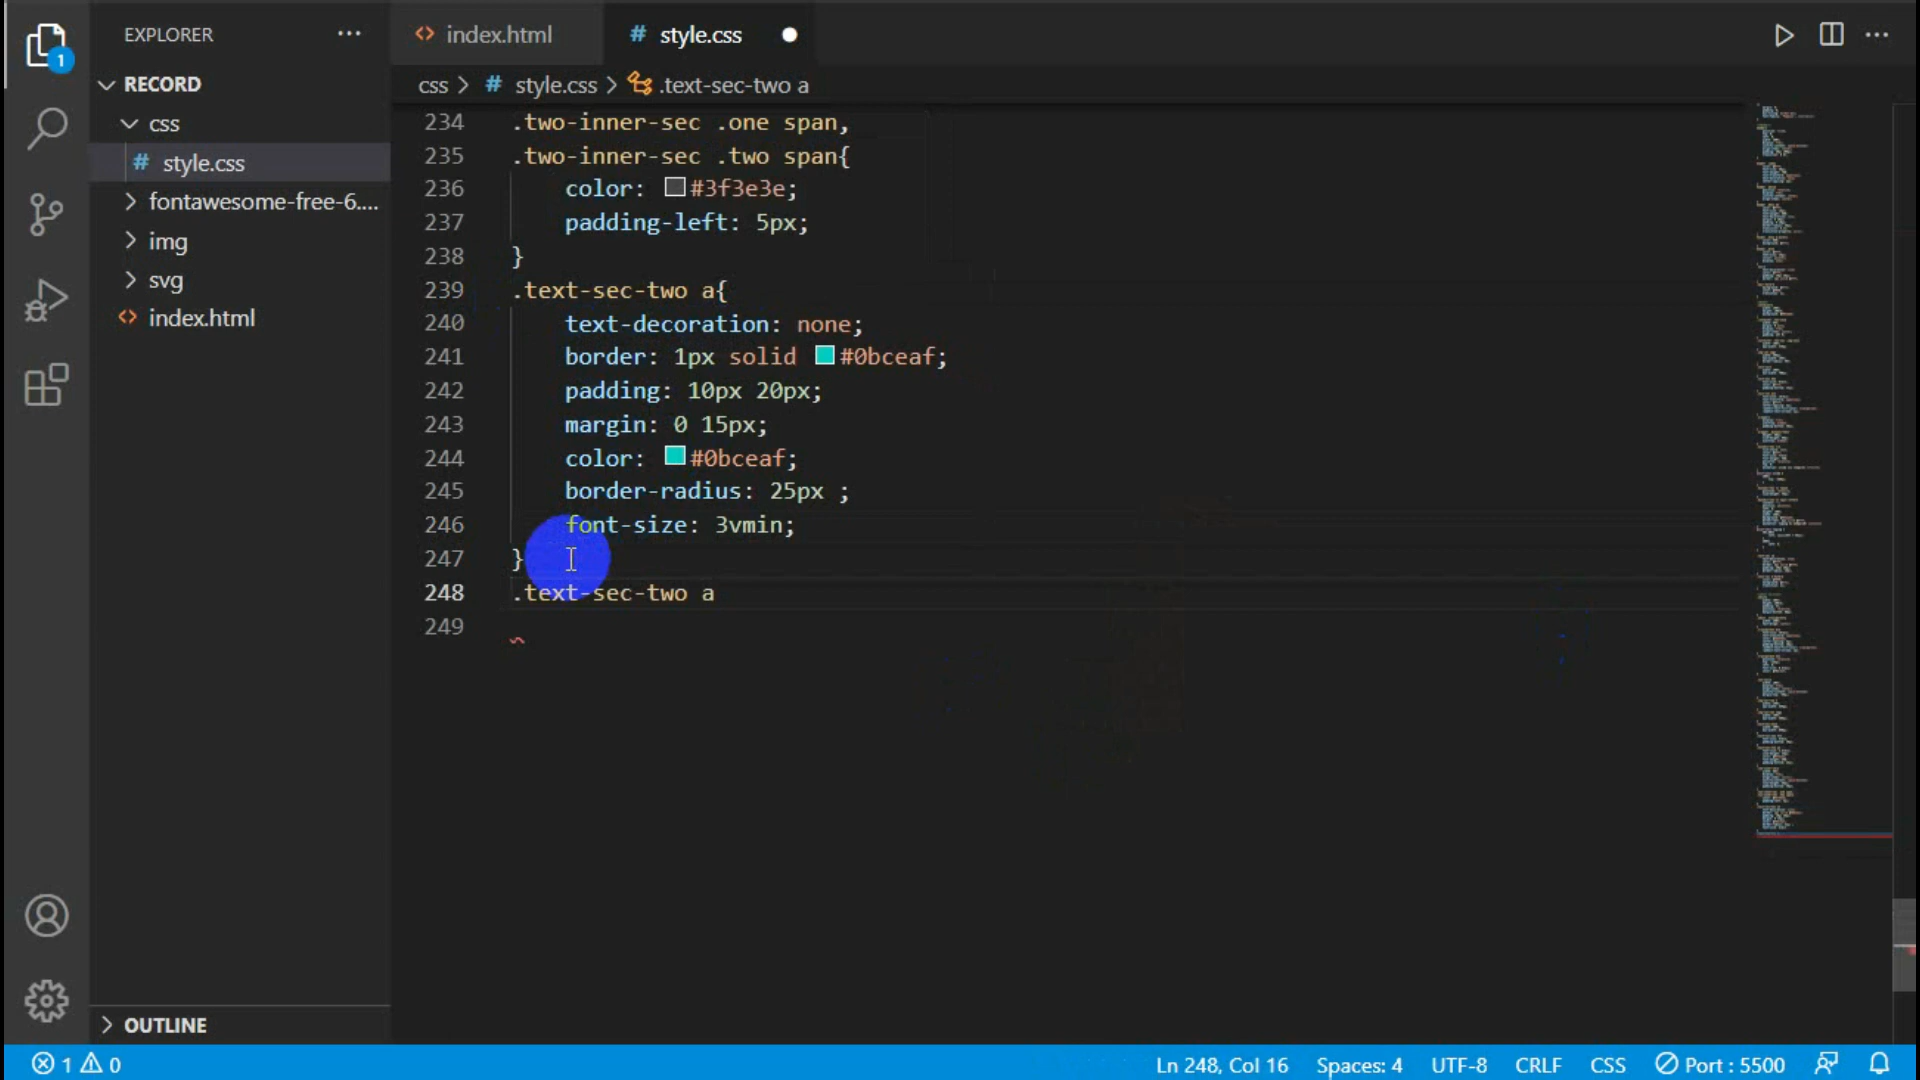 EXPLORER
RECORD
css
style.css
fontawesome-free-6....
img
svg
index.html
OUTLINE
1
index.html
style.css
css > style.css > .text-sec-two a
234 .two-inner-sec .one span,
235 .two-inner-sec .two span{
236 color: #3f3e3e;
237 padding-left: 5px;
238 }
239 .text-sec-two a{
240 text-decoration: none;
241 border: 1px solid #0bceaf;
242 padding: 10px 20px;
243 margin: 0 15px;
244 color: #0bceaf;
245 border-radius: 25px ;
246 font-size: 3vmin;
247 }
248 .text-sec-two a
249
1 0 Ln 248, Col 16 Spaces: 4 UTF-8 CRLF CSS Port : 5500